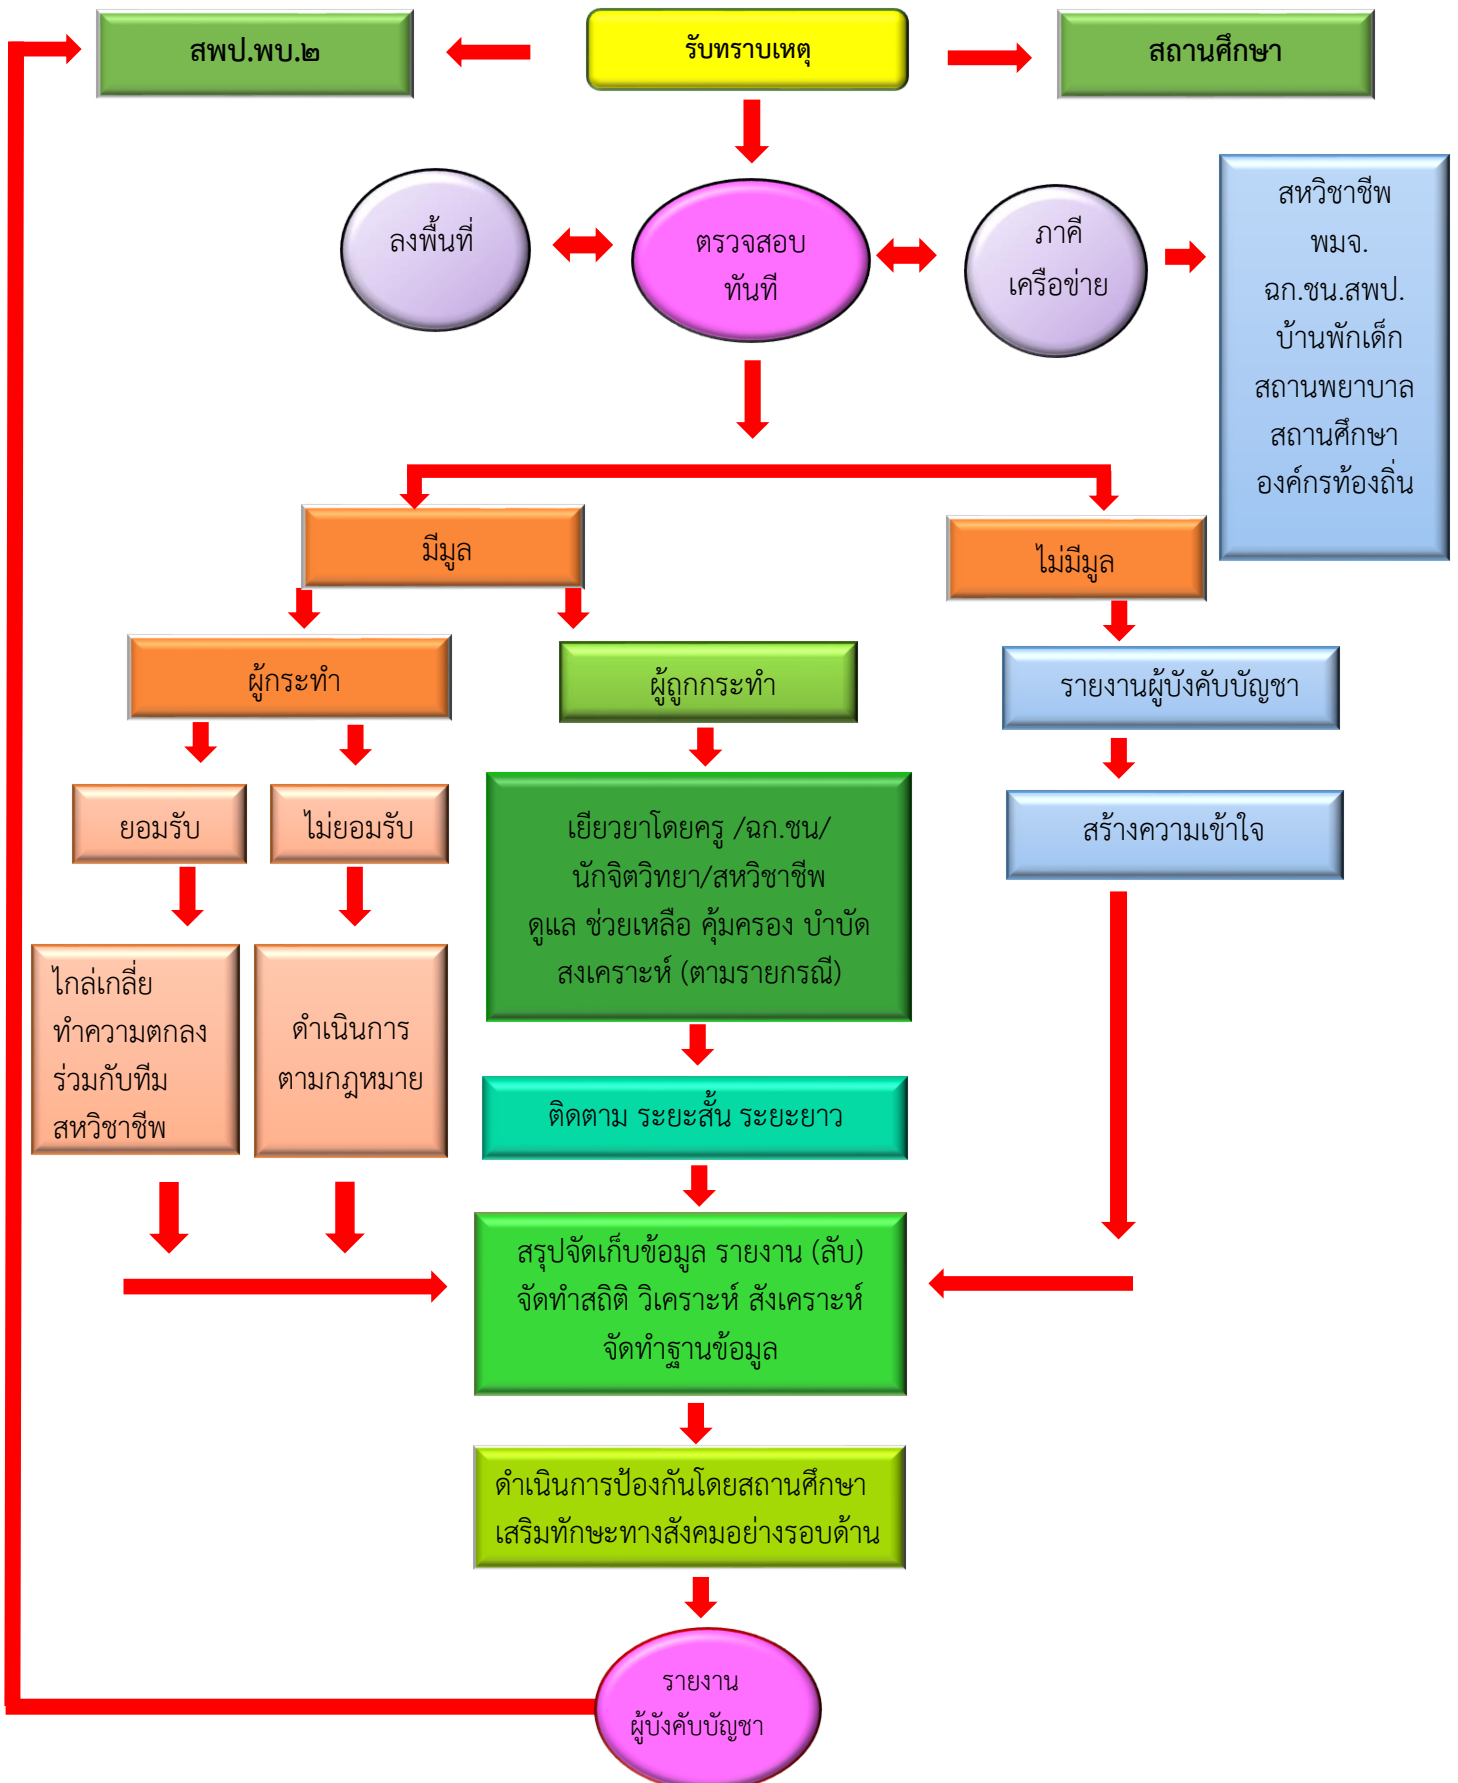 สพป.พบ.๒
รับทราบเหตุ
สถานศึกษา
ลงพื้นที่
ตรวจสอบ
ทันที
ภาคี
เครือข่าย
สหวิชาชีพ
พมจ.
ฉก.ชน.สพป.
บ้านพักเด็ก
สถานพยาบาล
สถานศึกษา
องค์กรท้องถิ่น
มีมูล
ไม่มีมูล
ผู้กระทำ
ผู้ถูกกระทำ
รายงานผู้บังคับบัญชา
ยอมรับ
ไม่ยอมรับ
เยียวยาโดยครู /ฉก.ชน/
นักจิตวิทยา/สหวิชาชีพ
ดูแล ช่วยเหลือ คุ้มครอง บำบัด
สงเคราะห์ (ตามรายกรณี)
สร้างความเข้าใจ
ไกล่เกลี่ย
ทำความตกลง
ร่วมกับทีม
สหวิชาชีพ
ดำเนินการ
ตามกฎหมาย
ติดตาม ระยะสั้น ระยะยาว
สรุปจัดเก็บข้อมูล รายงาน (ลับ)
จัดทำสถิติ วิเคราะห์ สังเคราะห์
จัดทำฐานข้อมูล
ดำเนินการป้องกันโดยสถานศึกษา
เสริมทักษะทางสังคมอย่างรอบด้าน
รายงาน
ผู้บังคับบัญชา